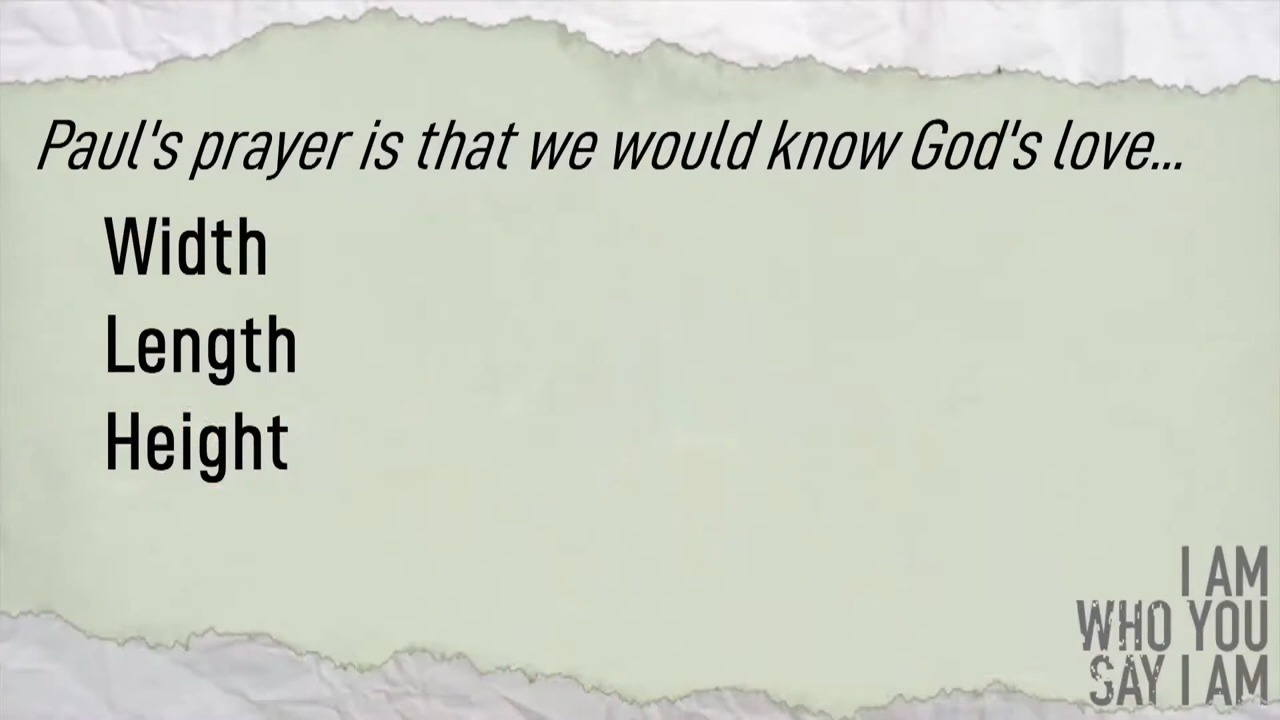 Paul's prayer is that we would know God's love...
Width
Length
Height
I AM
WHO YOU
SAY I AM